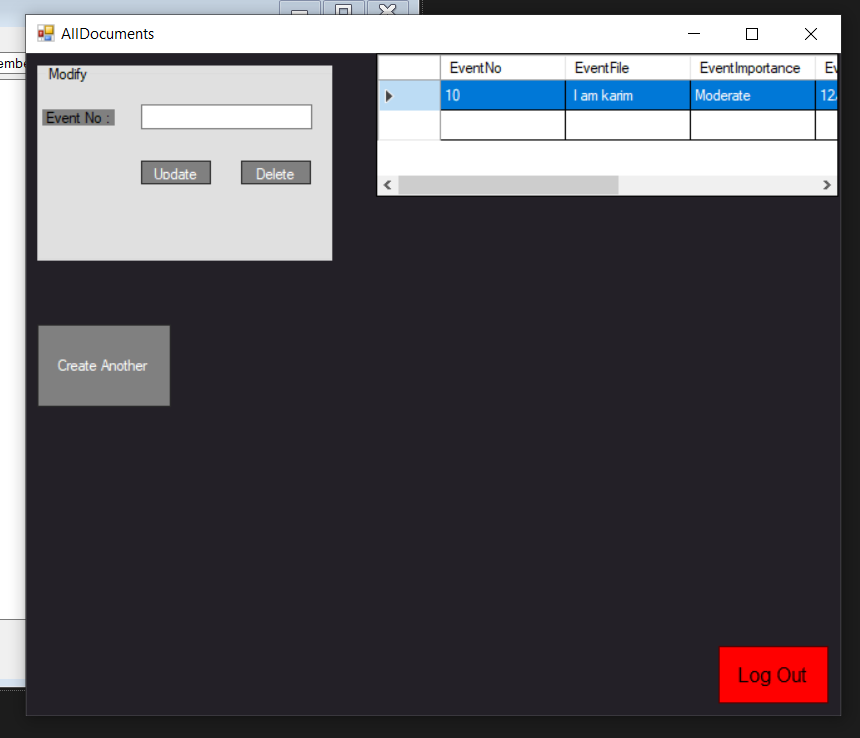 AllDocuments
Modify
Event No :
Update
Delete
EventNo EventFile EventImportance Ev
10 I am karim Moderate 12
Create Another
Log Out